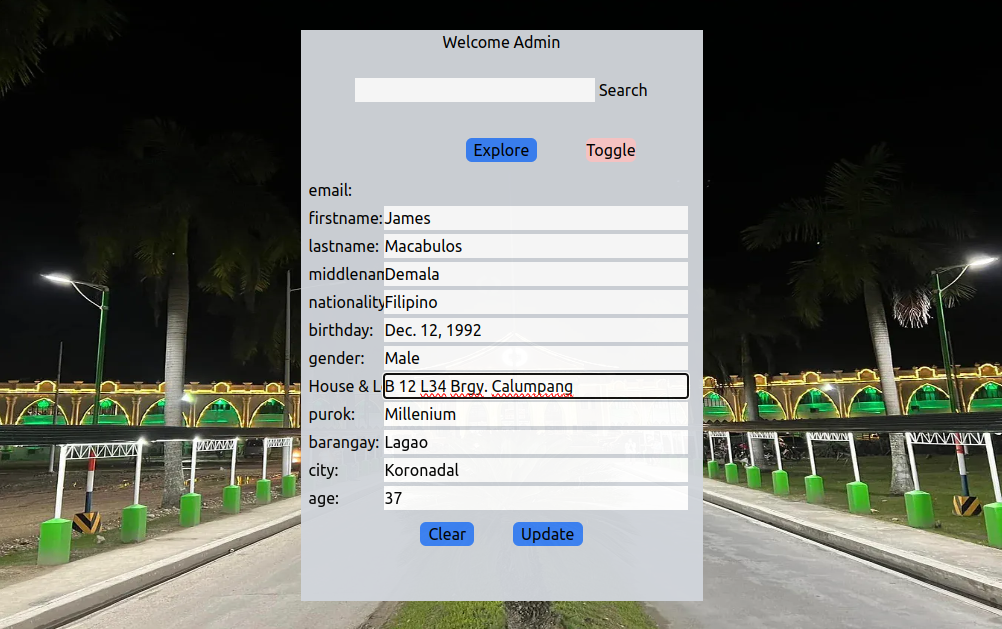 Welcome Admin
Search
Explore Toggle
email:
firstname: James
lastname: Macabulos
middlenam Demala
nationality Filipino
birthday: Dec. 12, 1992
gender: Male
House & L B 12 L34 Brgy. Calumpang
purok: Millenium
barangay: Lagao
city: Koronadal
age: 37
Clear Update